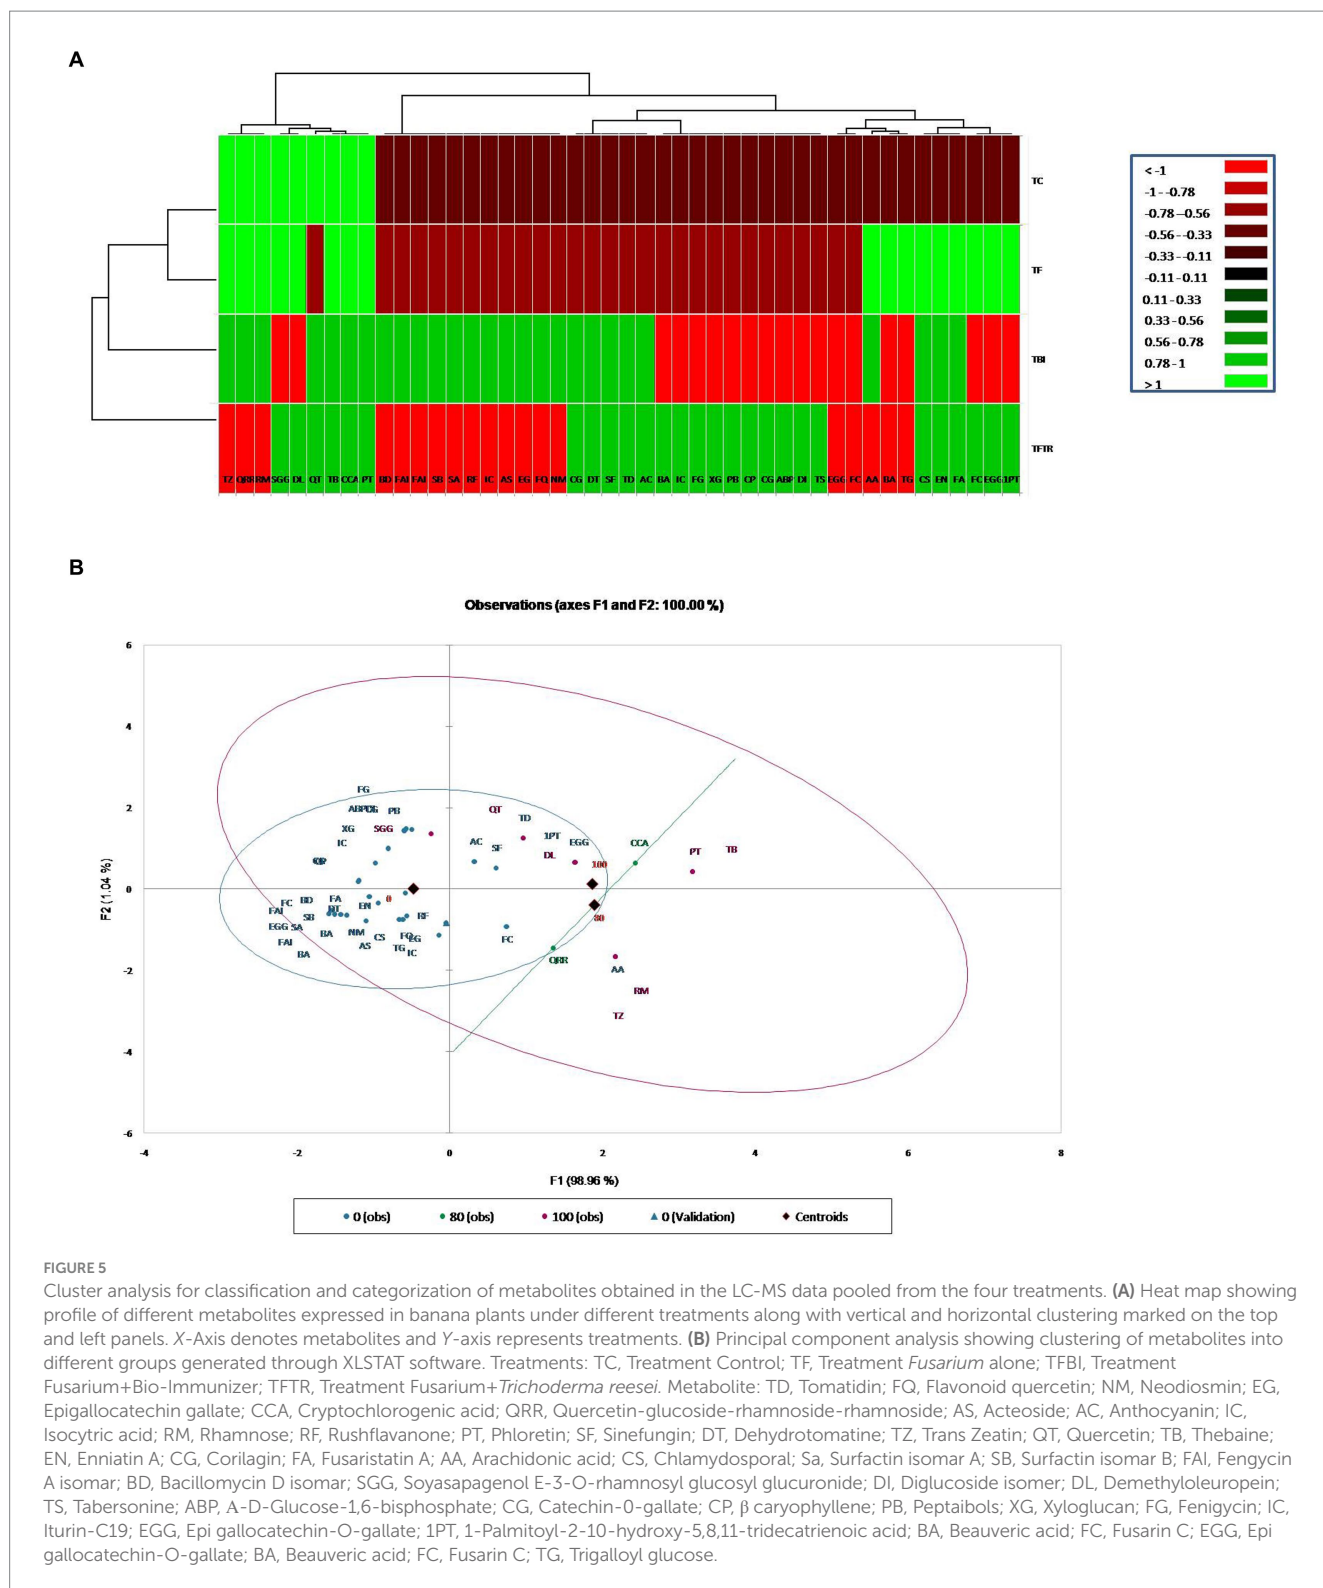 A
< -1
-1 - -0.78
-0.78 - -0.56
-0.56 - -0.33
-0.33 - -0.11
-0.11 - 0.11
0.11 - 0.33
0.33 - 0.56
0.56 - 0.78
0.78 - 1
> 1
TC
TF
TBI
TFTR
TZ QRR RM SGG DL QT TB CCA PT BD FAI FAI SB SA RF IC AS EG FQ NM CG DT SF TD AC BA IC FG XG PB CP CG ABP DI TS EGG FC AA BA TG CS EN FA FC EGG 1PT
B
Observations (axes F1 and F2: 100.00 %)
6
4
2
0
-2
-4
-6
F2 (1.04 %)
FG
PB
XG
SGG
IC
QT
TD
AC
SF
1PT
EGG
DL
100
CCA
PT
TB
0
80
FC
BD
FA
DT
EN
FAI
SB
EGG
SA
FAI
BA
BA
NM
AS
CS
FQ
EG
TG
IC
RF
FC
QRR
AA
RM
TZ
-4 -2 0 2 4 6 8
F1 (98.96 %)
0 (obs) 80 (obs) 100 (obs) 0 (Validation) Centroids
FIGURE 5
Cluster analysis for classification and categorization of metabolites obtained in the LC-MS data pooled from the four treatments. (A) Heat map showing
profile of different metabolites expressed in banana plants under different treatments along with vertical and horizontal clustering marked on the top
and left panels. X-Axis denotes metabolites and Y-axis represents treatments. (B) Principal component analysis showing clustering of metabolites into
different groups generated through XLSTAT software. Treatments: TC, Treatment Control; TF, Treatment Fusarium alone; TFBI, Treatment
Fusarium+Bio-Immunizer; TFTR, Treatment Fusarium+Trichoderma reesei. Metabolite: TD, Tomatidin; FQ, Flavonoid quercetin; NM, Neodiosmin; EG,
Epigallocatechin gallate; CCA, Cryptochlorogenic acid; QRR, Quercetin-glucoside-rhamnoside-rhamnoside; AS, Acteoside; AC, Anthocyanin; IC,
Isocytric acid; RM, Rhamnose; RF, Rushflavanone; PT, Phloretin; SF, Sinefungin; DT, Dehydrotomatine; TZ, Trans Zeatin; QT, Quercetin; TB, Thebaine;
EN, Enniatin A; CG, Corilagin; FA, Fusaristatin A; AA, Arachidonic acid; CS, Chlamydosporal; Sa, Surfactin isomar A; SB, Surfactin isomar B; FAI, Fengycin
A isomar; BD, Bacillomycin D isomar; SGG, Soyasapagenol E-3-O-rhamnosyl glucosyl glucuronide; DI, Diglucoside isomer; DL, Demethyloleuropein;
TS, Tabersonine; ABP, Α-D-Glucose-1,6-bisphosphate; CG, Catechin-0-gallate; CP, β caryophyllene; PB, Peptaibols; XG, Xyloglucan; FG, Fenigycin; IC,
Iturin-C19; EGG, Epi gallocatechin-O-gallate; 1PT, 1-Palmitoyl-2-10-hydroxy-5,8,11-tridecatrienoic acid; BA, Beauveric acid; FC, Fusarin C; EGG, Epi
gallocatechin-O-gallate; BA, Beauveric acid; FC, Fusarin C; TG, Trigalloyl glucose.